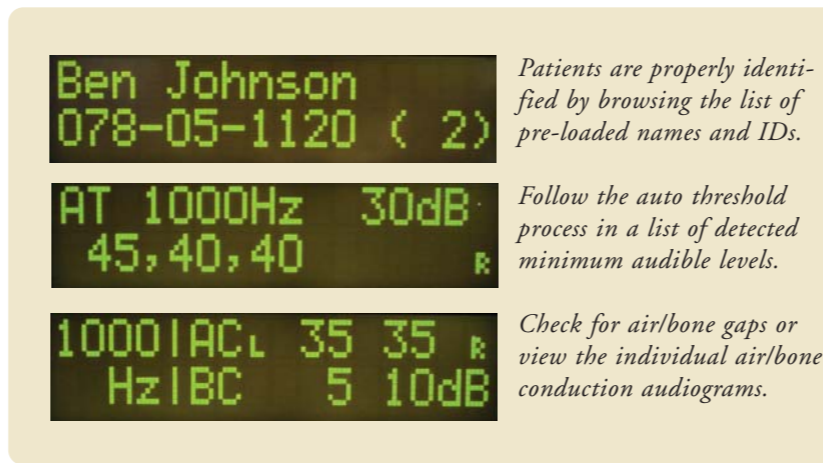 Ben Johnson
078-05-1120 ( 2)
Patients are properly identi-
fied by browsing the list of
pre-loaded names and IDs.
AT 1000Hz 30dB
45,40,40 R
Follow the auto threshold
process in a list of detected
minimum audible levels.
1000|ACL 35 35 R
Hz|BC 5 10dB
Check for air/bone gaps or
view the individual air/bone
conduction audiograms.